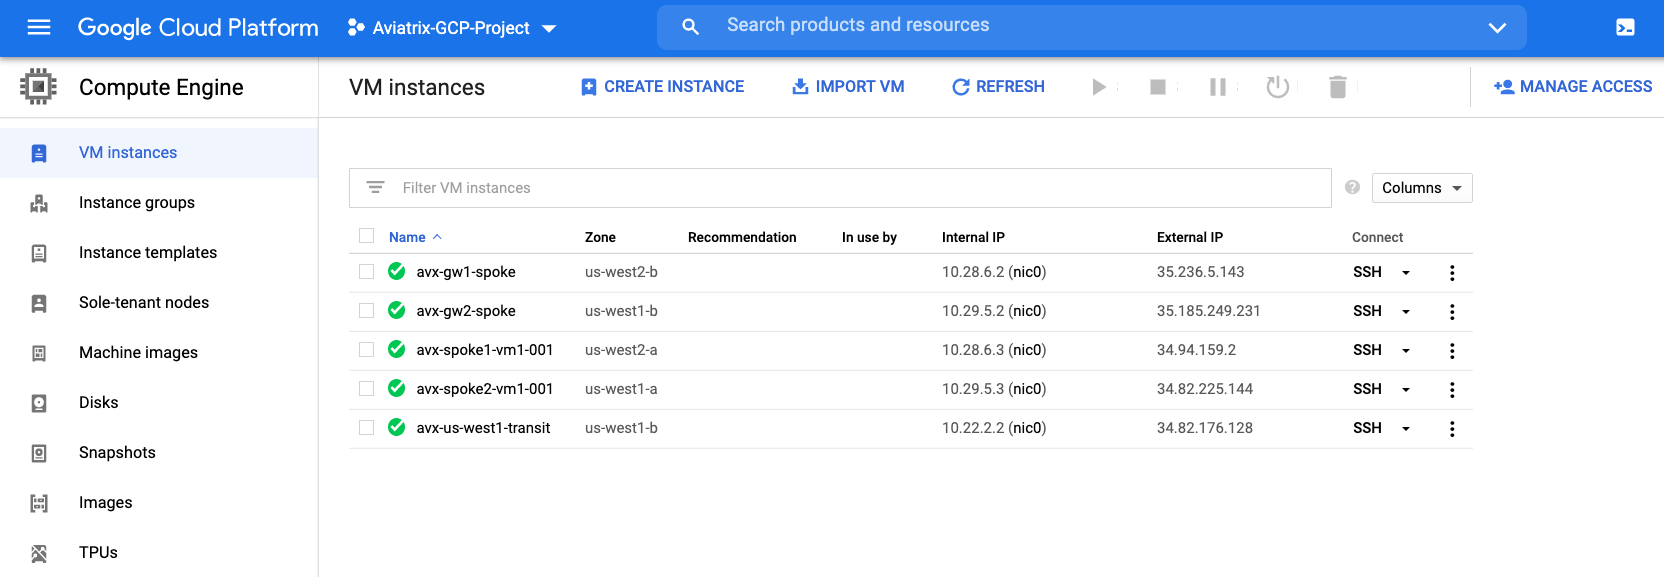 Google Cloud Platform Aviatrix-GCP-Project Search products and resources
Compute Engine VM instances CREATE INSTANCE IMPORT VM REFRESH MANAGE ACCESS
VM instances
Instance groups
Instance templates
Sole-tenant nodes
Machine images
Disks
Snapshots
Images
TPUs
Filter VM instances ? Columns
Name Zone Recommendation In use by Internal IP External IP Connect
avx-gw1-spoke us-west2-b 10.28.6.2 (nic0) 35.236.5.143 SSH
avx-gw2-spoke us-west1-b 10.29.5.2 (nic0) 35.185.249.231 SSH
avx-spoke1-vm1-001 us-west2-a 10.28.6.3 (nic0) 34.94.159.2 SSH
avx-spoke2-vm1-001 us-west1-a 10.29.5.3 (nic0) 34.82.225.144 SSH
avx-us-west1-transit us-west1-b 10.22.2.2 (nic0) 34.82.176.128 SSH